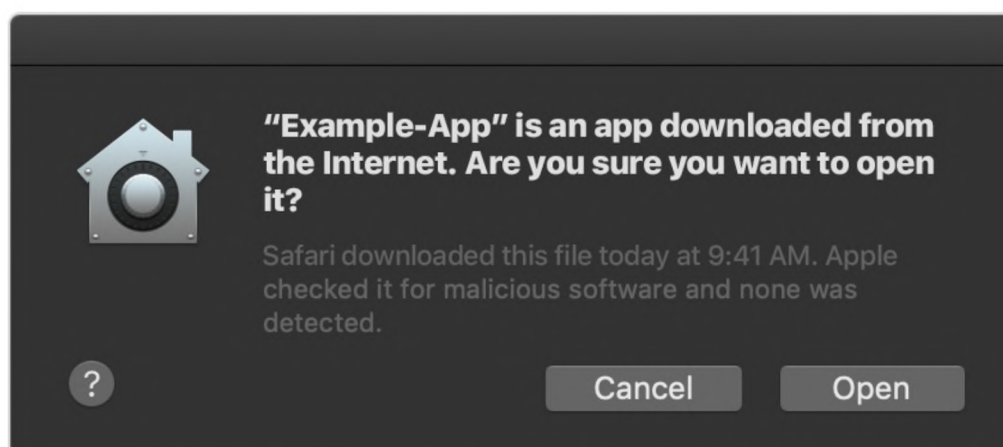 “Example-App” is an app downloaded from
the Internet. Are you sure you want to open
it?
Safari downloaded this file today at 9:41 AM. Apple
checked it for malicious software and none was
detected.
?
Cancel
Open